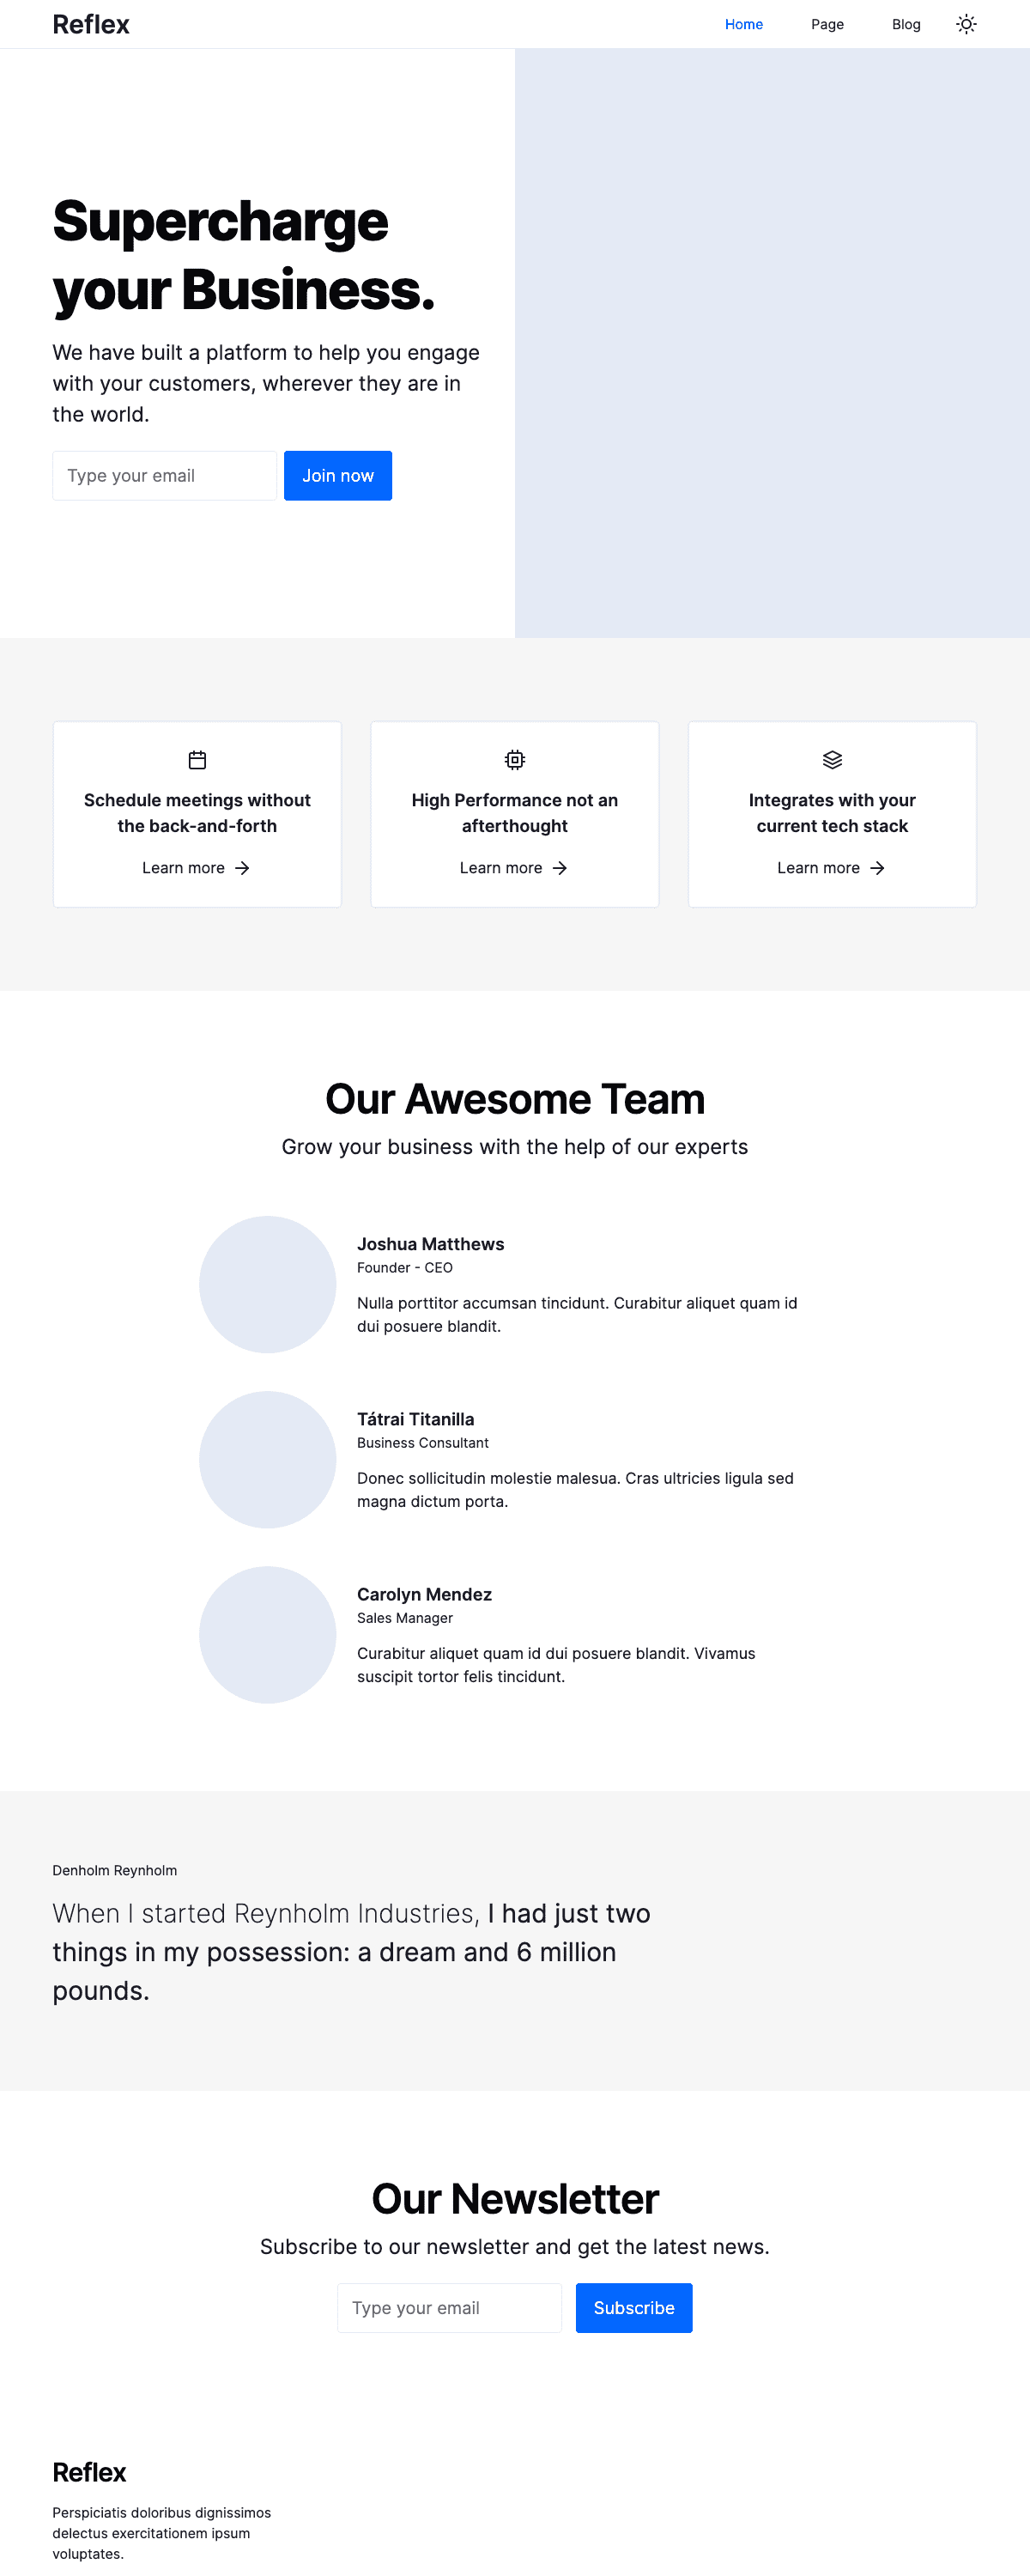 Reflex
Home Page Blog
Supercharge
your Business.
We have built a platform to help you engage
with your customers, wherever they are in
the world.
Type your email Join now
Schedule meetings without
the back-and-forth
Learn more
High Performance not an
afterthought
Learn more
Integrates with your
current tech stack
Learn more
Our Awesome Team
Grow your business with the help of our experts
Joshua Matthews
Founder - CEO
Nulla porttitor accumsan tincidunt. Curabitur aliquet quam id
dui posuere blandit.
Tátrai Titanilla
Business Consultant
Donec sollicitudin molestie malesua. Cras ultricies ligula sed
magna dictum porta.
Carolyn Mendez
Sales Manager
Curabitur aliquet quam id dui posuere blandit. Vivamus
suscipit tortor felis tincidunt.
Denholm Reynholm
When I started Reynholm Industries, I had just two
things in my possession: a dream and 6 million
pounds.
Our Newsletter
Subscribe to our newsletter and get the latest news.
Type your email Subscribe
Reflex
Perspiciatis doloribus dignissimos
delectus exercitationem ipsum
voluptates.